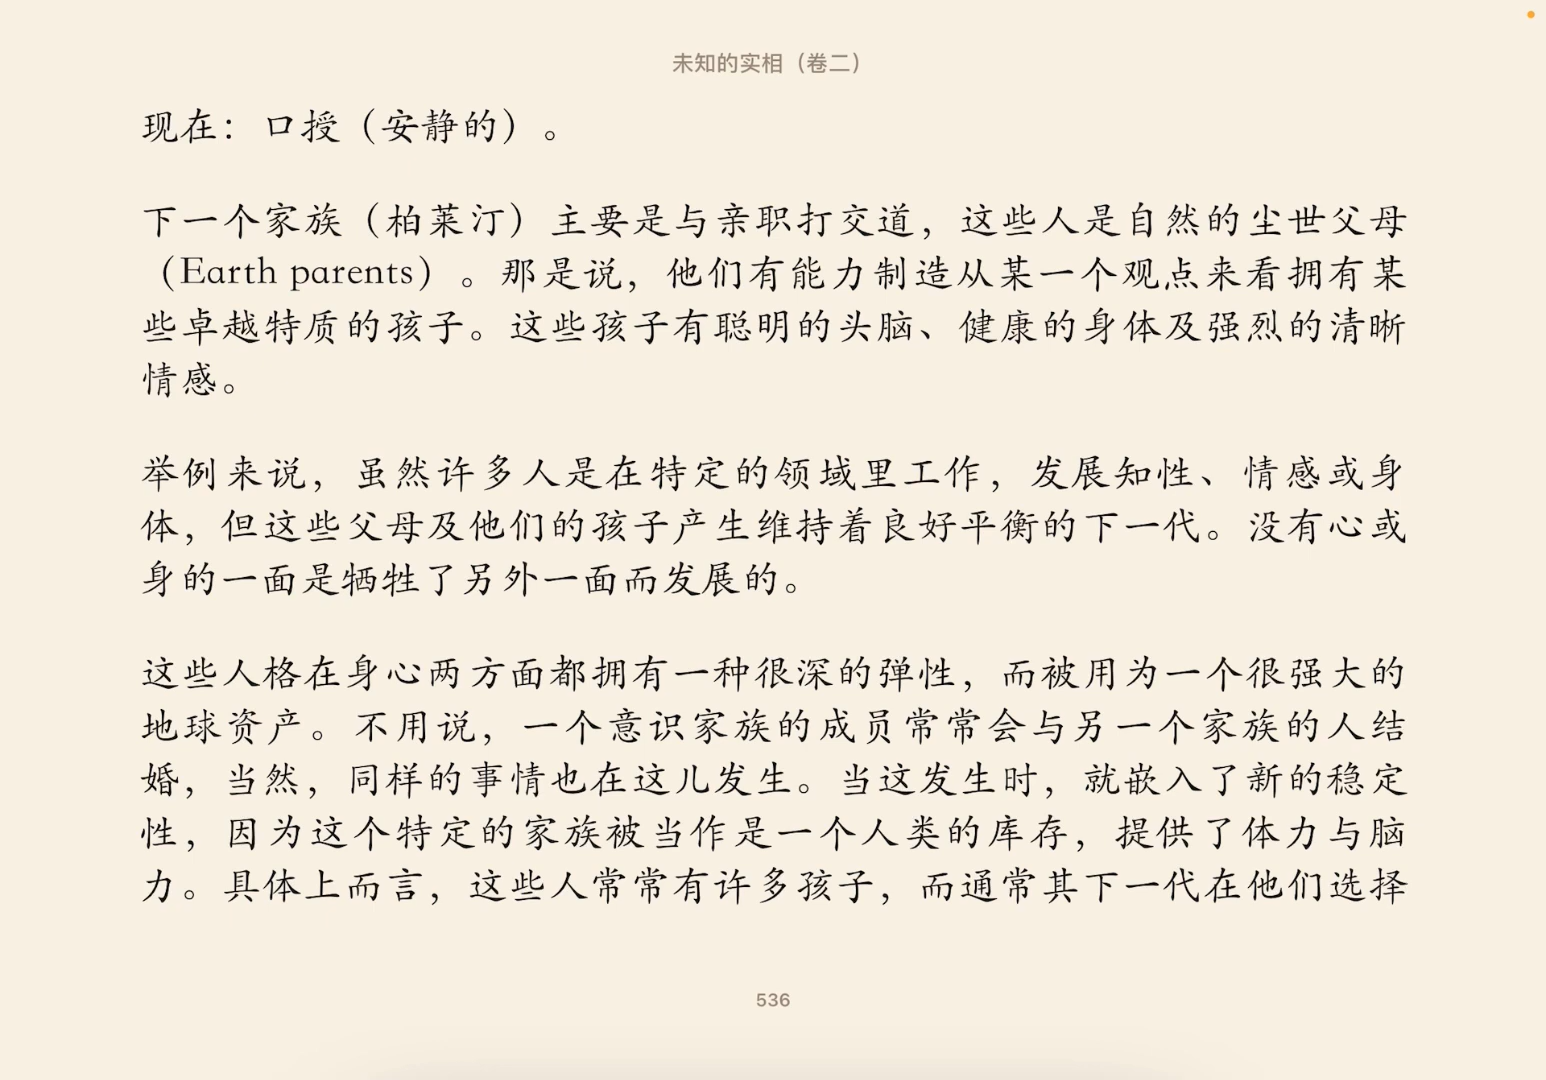 未知的实相（卷二）
现在：口授（安静的）。
下一个家族（柏莱汀）主要是与亲职打交道，这些人是自然的尘世父母
（Earth parents）。那是说，他们有能力制造从某一个观点来看拥有某
些卓越特质的孩子。这些孩子有聪明的头脑、健康的身体及强烈的清晰
情感。
举例来说，虽然许多人是在特定的领域里工作，发展知性、情感或身
体，但这些父母及他们的孩子产生维持着良好平衡的下一代。没有心或
身的一面是牺牲了另外一面而发展的。
这些人格在身心两方面都拥有一种很深的弹性，而被用为一个很强大的
地球资产。不用说，一个意识家族的成员常常会与另一个家族的人结
婚，当然，同样的事情也在这儿发生。当这发生时，就嵌入了新的稳定
性，因为这个特定的家族被当作是一个人类的库存，提供了体力与脑
力。具体上而言，这些人常常有许多孩子，而通常其下一代在他们选择
536